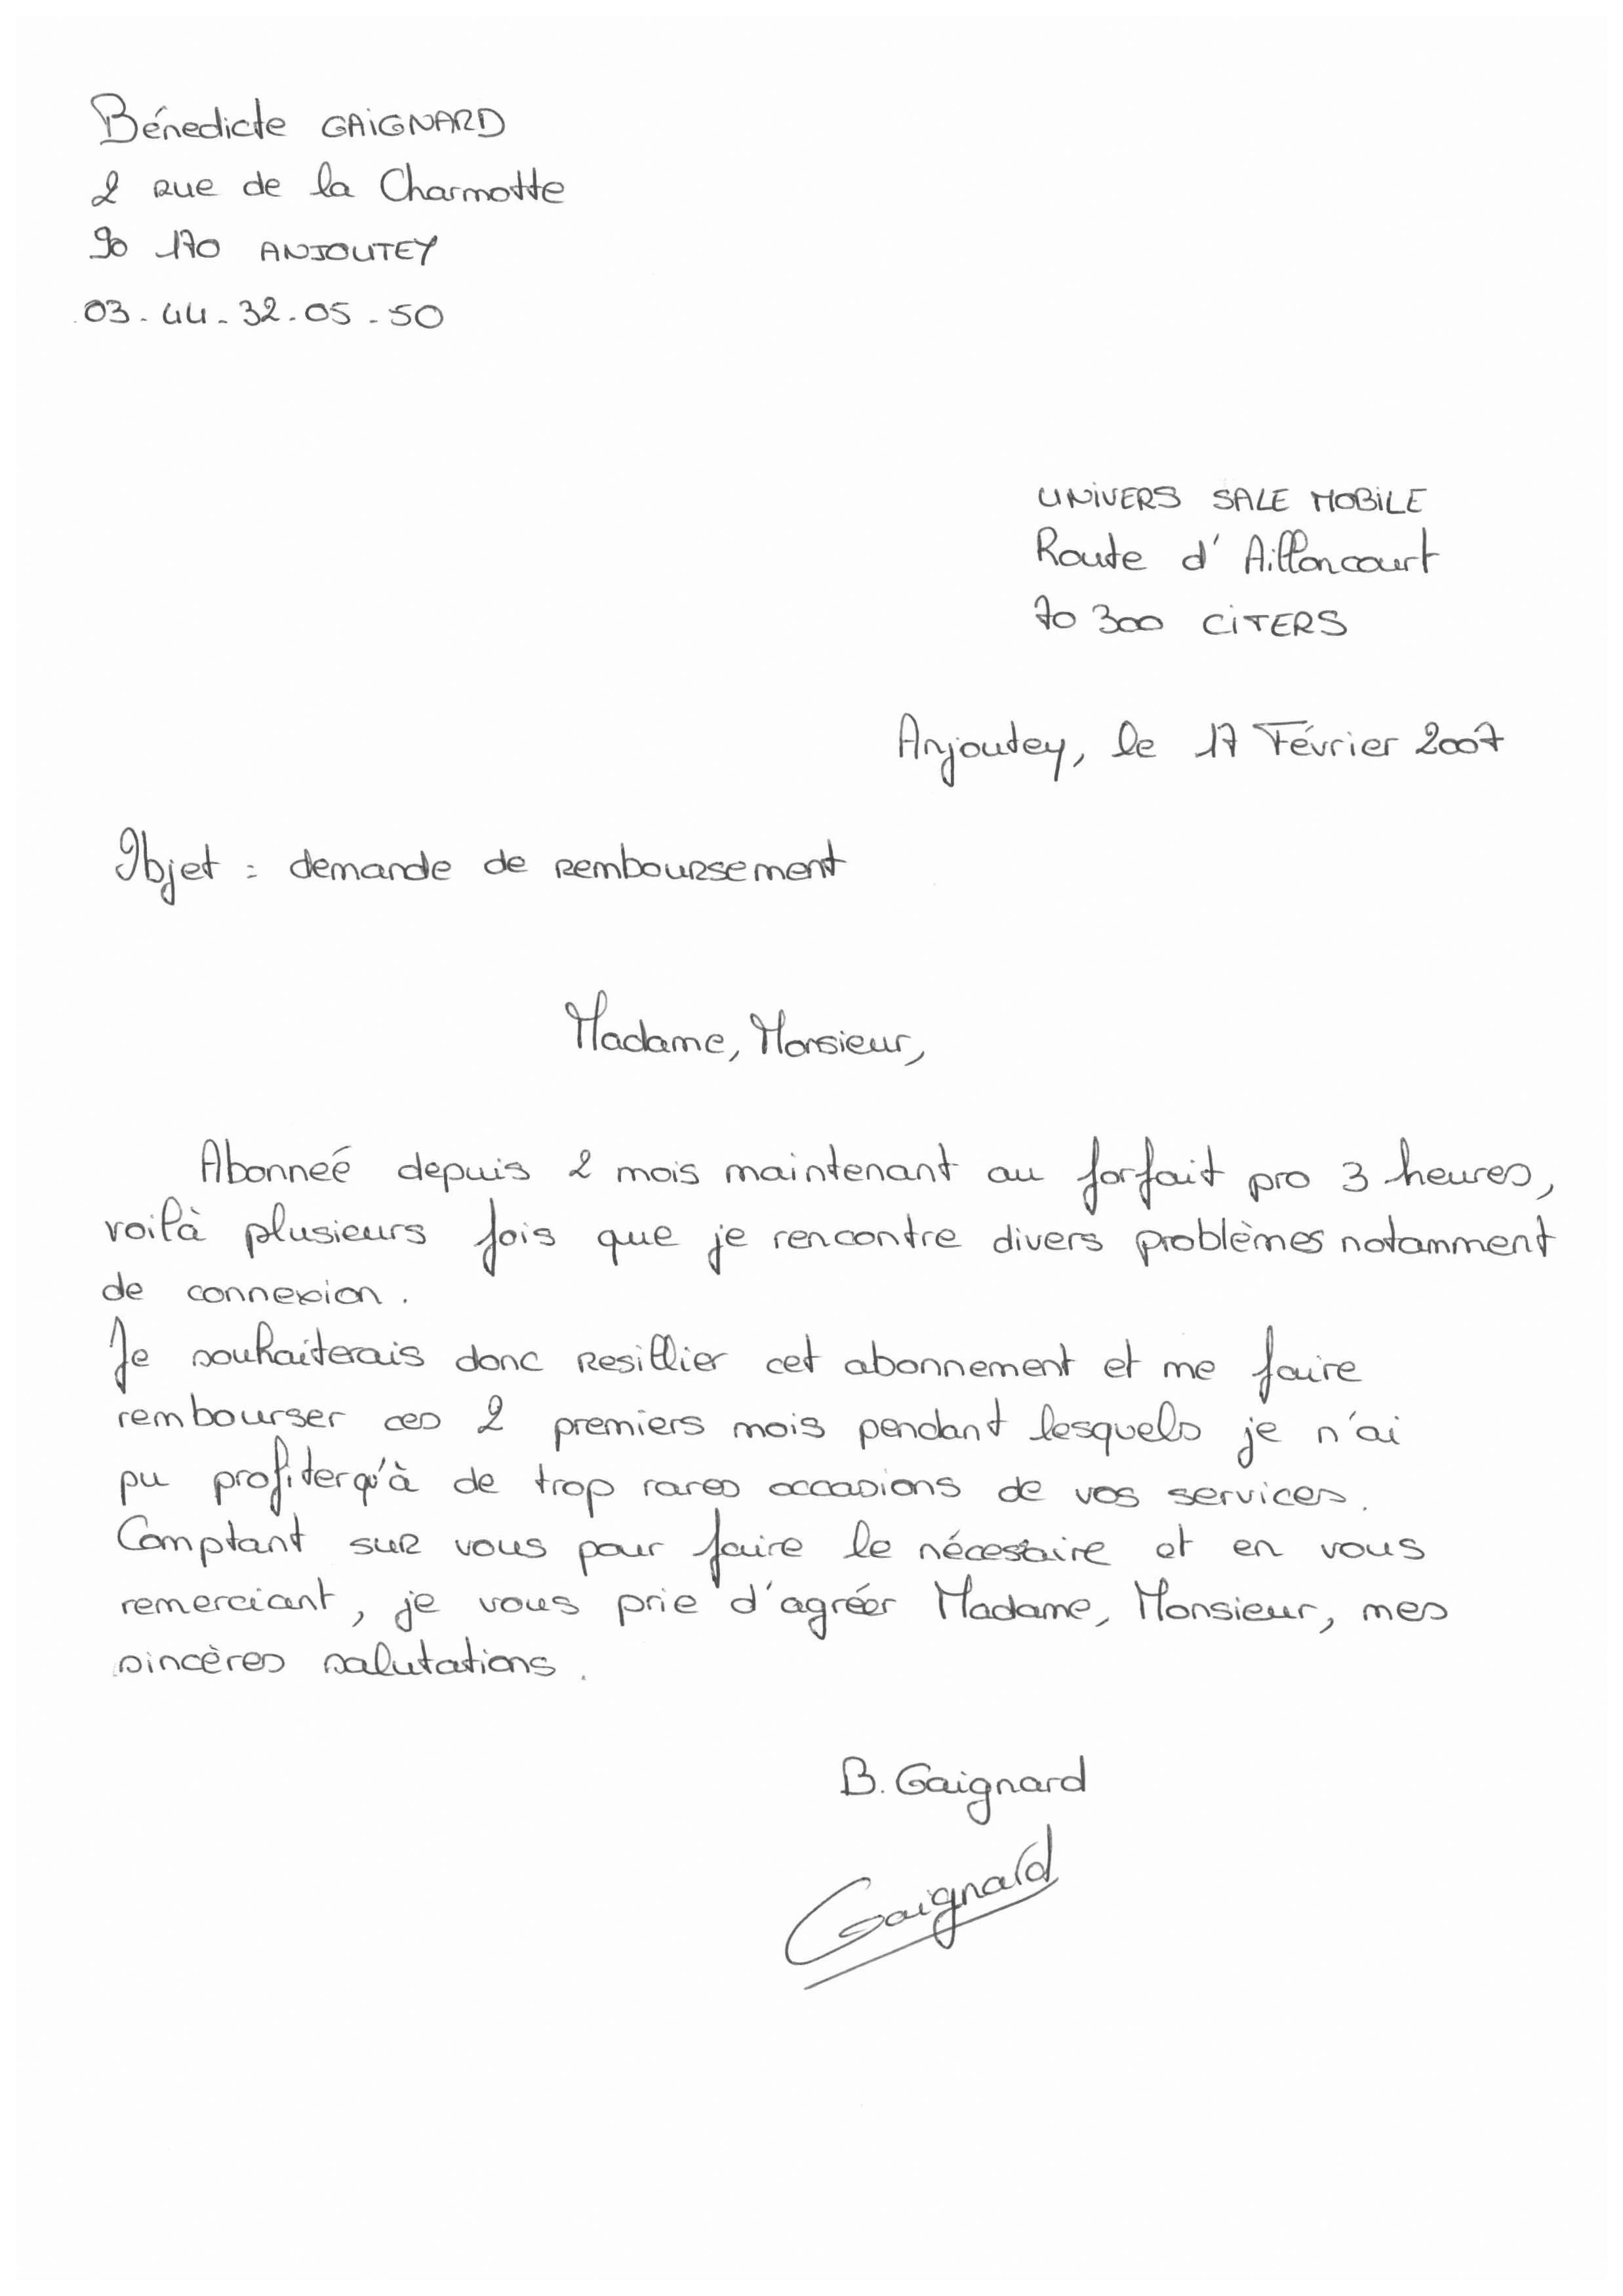 Bénedicte GAIGNARD
2 rue de la Charmotte
90 170 ANJOUTEY
03.44.32.05.50
UNIVERS SALE MOBILE
Route d'Ailloncourt
70 300 CITERS
Anjoutey, le 17 Février 2007
Objet : demande de remboursement
Madame, Monsieur,
Abonneé depuis 2 mois maintenant au forfait pro 3 heures,
voilà plusieurs fois que je rencontre divers problèmes notamment
de connexion.
Je souhaiterais donc resillier cet abonnement et me faire
rembourser ces 2 premiers mois pendant lesquels je n'ai
pu profiter qu'à de trop rares occasions de vos services.
Comptant sur vous pour faire le nécessaire et en vous
remerciant, je vous prie d'agréer Madame, Monsieur, mes
sincères salutations.
B. Gaignard
Gaignard